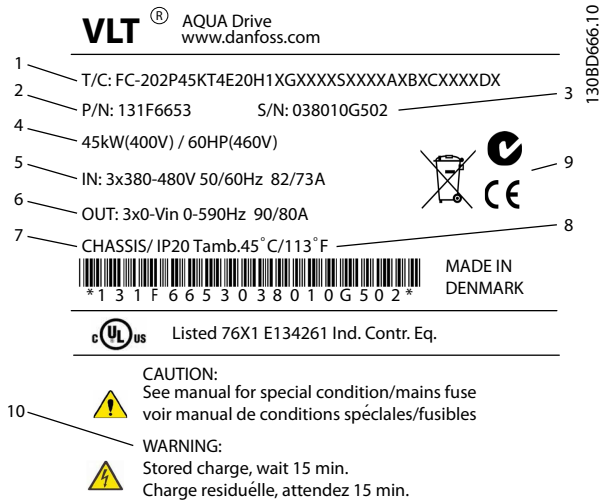 VLT ® AQUA Drive
www.danfoss.com
130BD666.10
1 T/C: FC-202P45KT4E20H1XGXXXXSXXXXAXBXCXXXXDX
2 P/N: 131F6653 S/N: 038010G502 3
4 45kW(400V) / 60HP(460V)
5 IN: 3x380-480V 50/60Hz 82/73A 9
CE
6 OUT: 3x0-Vin 0-590Hz 90/80A
7 CHASSIS/ IP20 Tamb.45˚C/113˚F 8
*131F6653038010G502*
MADE IN
DENMARK
c UL us Listed 76X1 E134261 Ind. Contr. Eq.
CAUTION:
See manual for special condition/mains fuse
voir manual de conditions spéclales/fusibles
10 WARNING:
Stored charge, wait 15 min.
Charge residuélle, attendez 15 min.